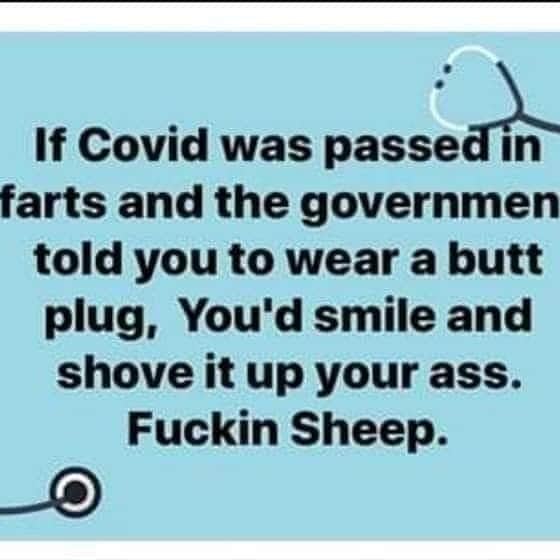 If Covid was passed in
farts and the governmen
told you to wear a butt
plug, You'd smile and
shove it up your ass.
Fuckin Sheep.